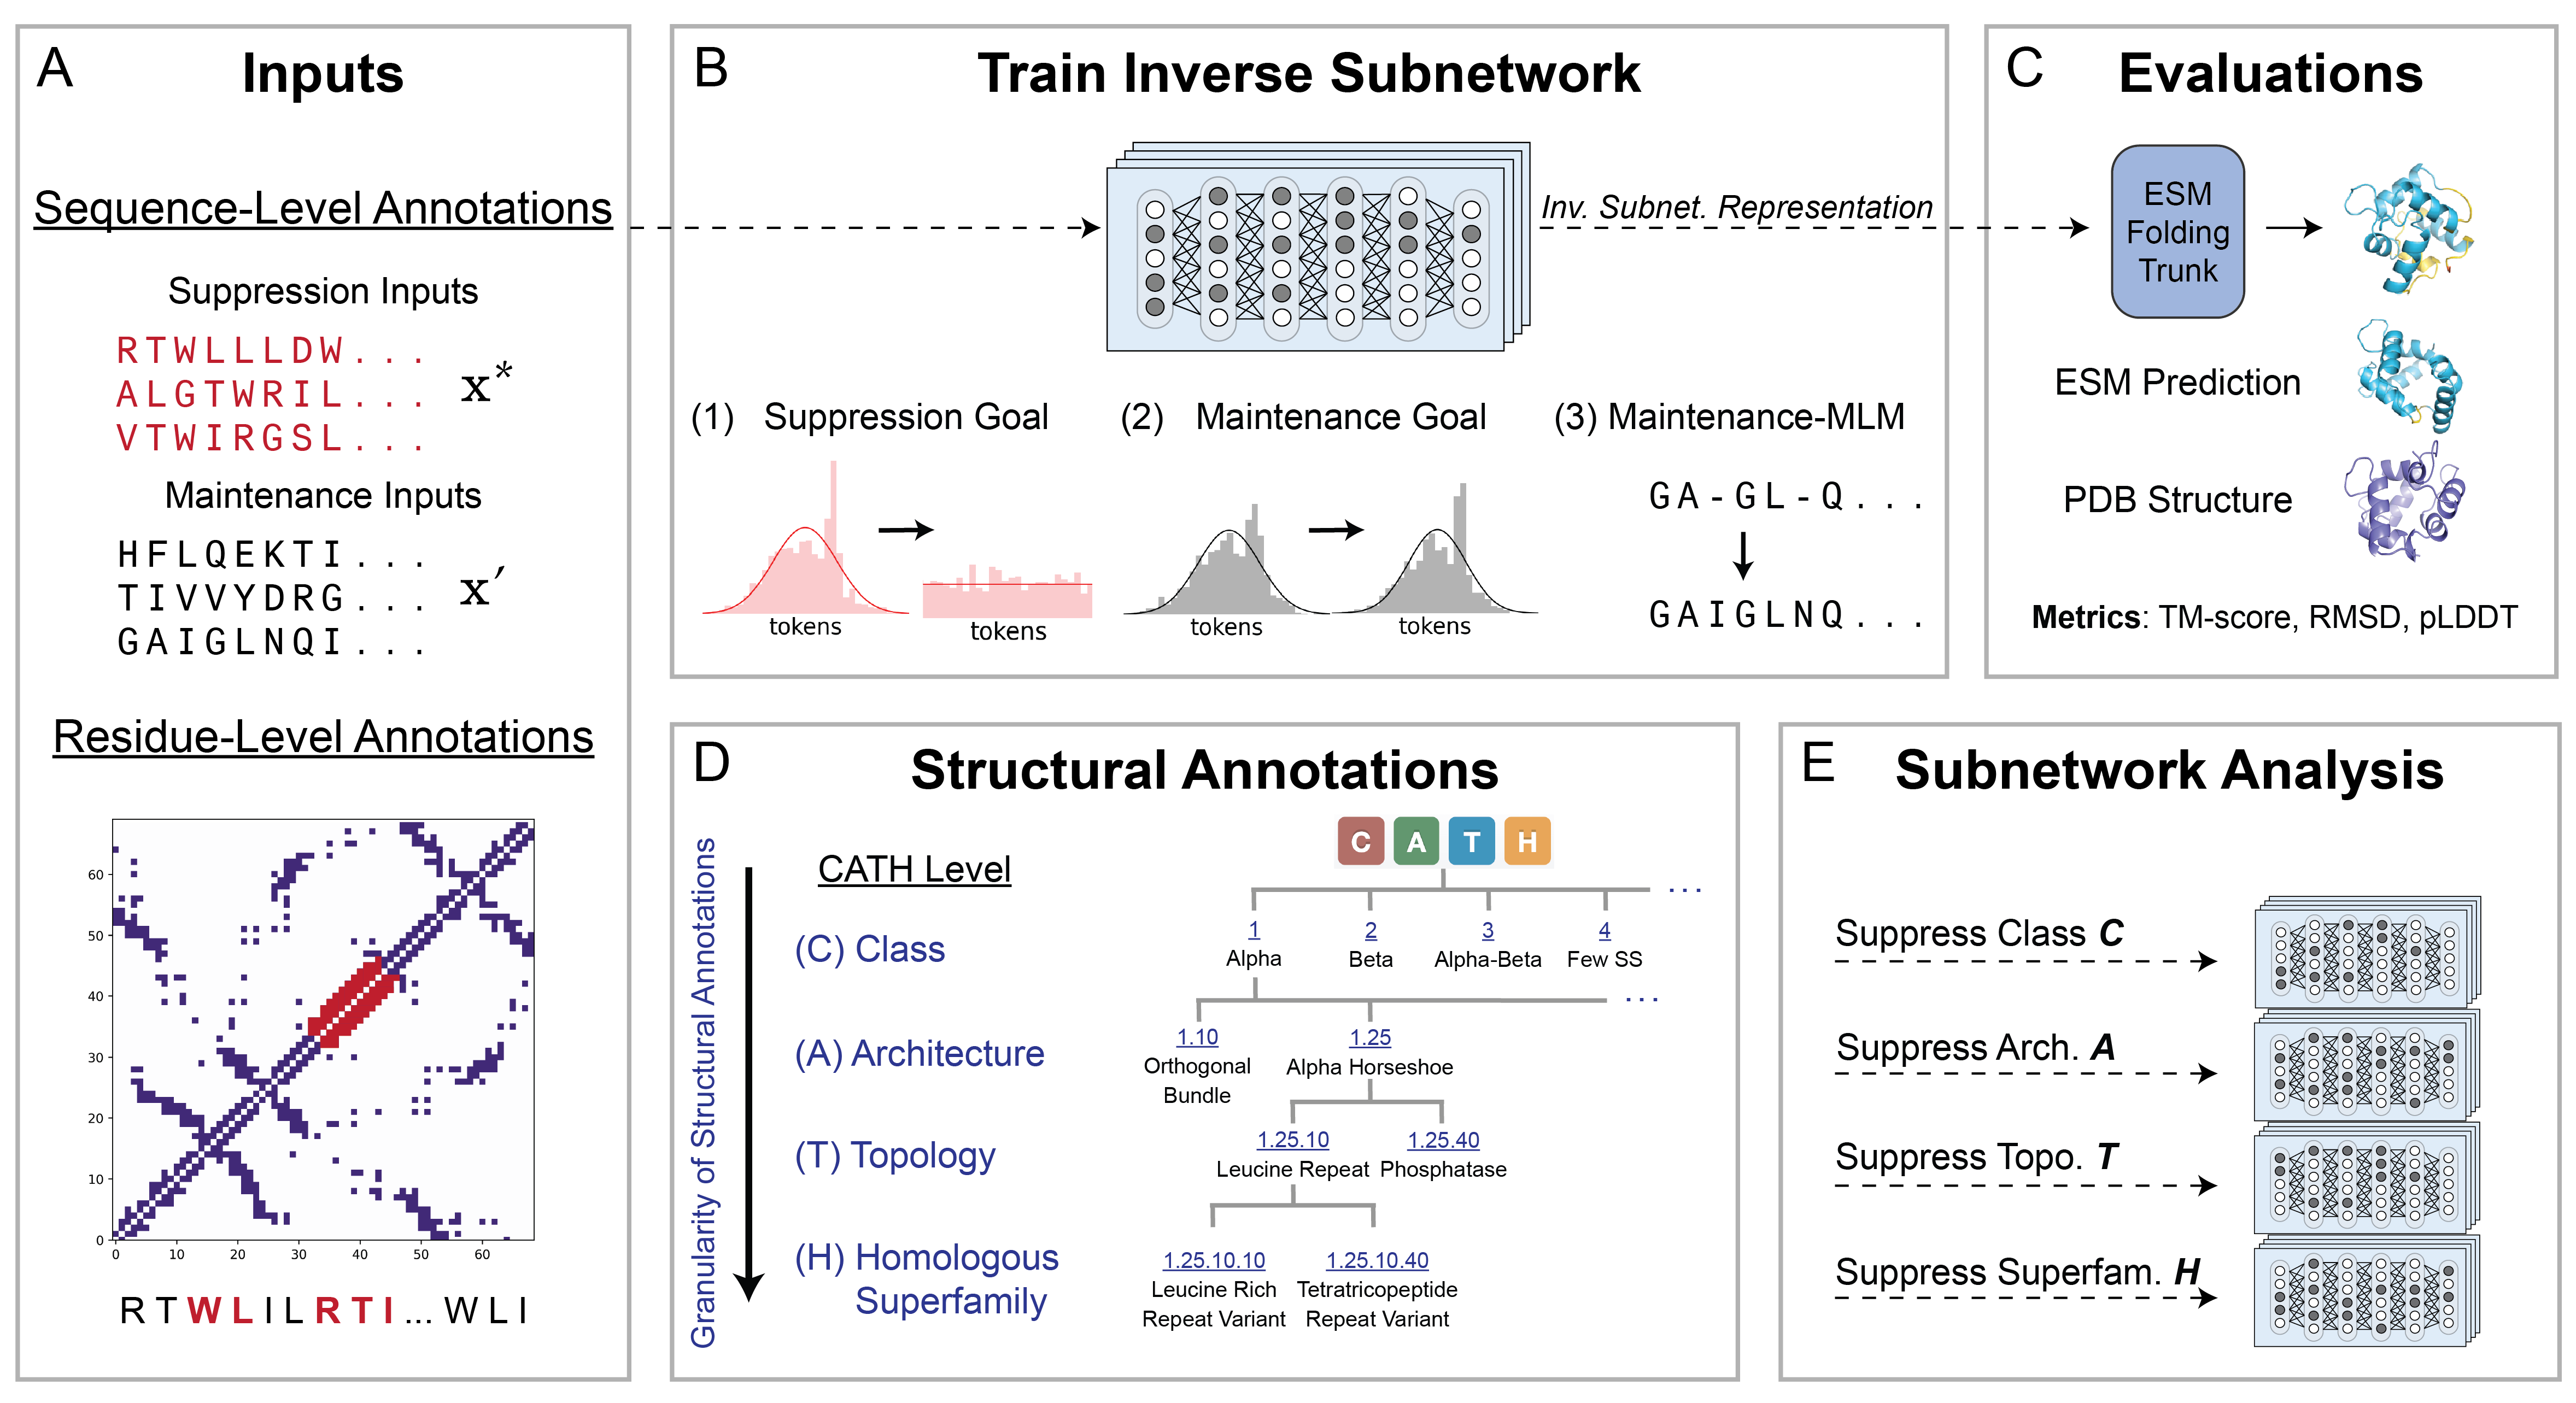 A Inputs
Sequence-Level Annotations
Suppression Inputs
RTWLLLDW...
ALGTWRIL...
VTWIRGSL...
x*
Maintenance Inputs
HFLQEKTI...
TIVVYDRG...
GAIGLNQI...
x′
Residue-Level Annotations
60
50
40
30
20
10
0
0 10 20 30 40 50 60
RTWLILRTI...WLI
B Train Inverse Subnetwork
Inv. Subnet. Representation
(1) Suppression Goal
tokens
tokens
(2) Maintenance Goal
tokens
tokens
(3) Maintenance-MLM
GA-GL-Q...
GAIGLNQ...
C Evaluations
ESM
Folding
Trunk
ESM Prediction
PDB Structure
Metrics: TM-score, RMSD, pLDDT
D Structural Annotations
Granularity of Structural Annotations
CATH Level
(C) Class
(A) Architecture
(T) Topology
(H) Homologous
Superfamily
C A T H
...
1 2 3 4
Alpha Beta Alpha-Beta Few SS
...
1.10 1.25
Orthogonal
Bundle
Alpha Horseshoe
1.25.10 1.25.40
Leucine Repeat Phosphatase
1.25.10.10
Leucine Rich
Repeat Variant
1.25.10.40
Tetratricopeptide
Repeat Variant
E Subnetwork Analysis
Suppress Class C
Suppress Arch. A
Suppress Topo. T
Suppress Superfam. H